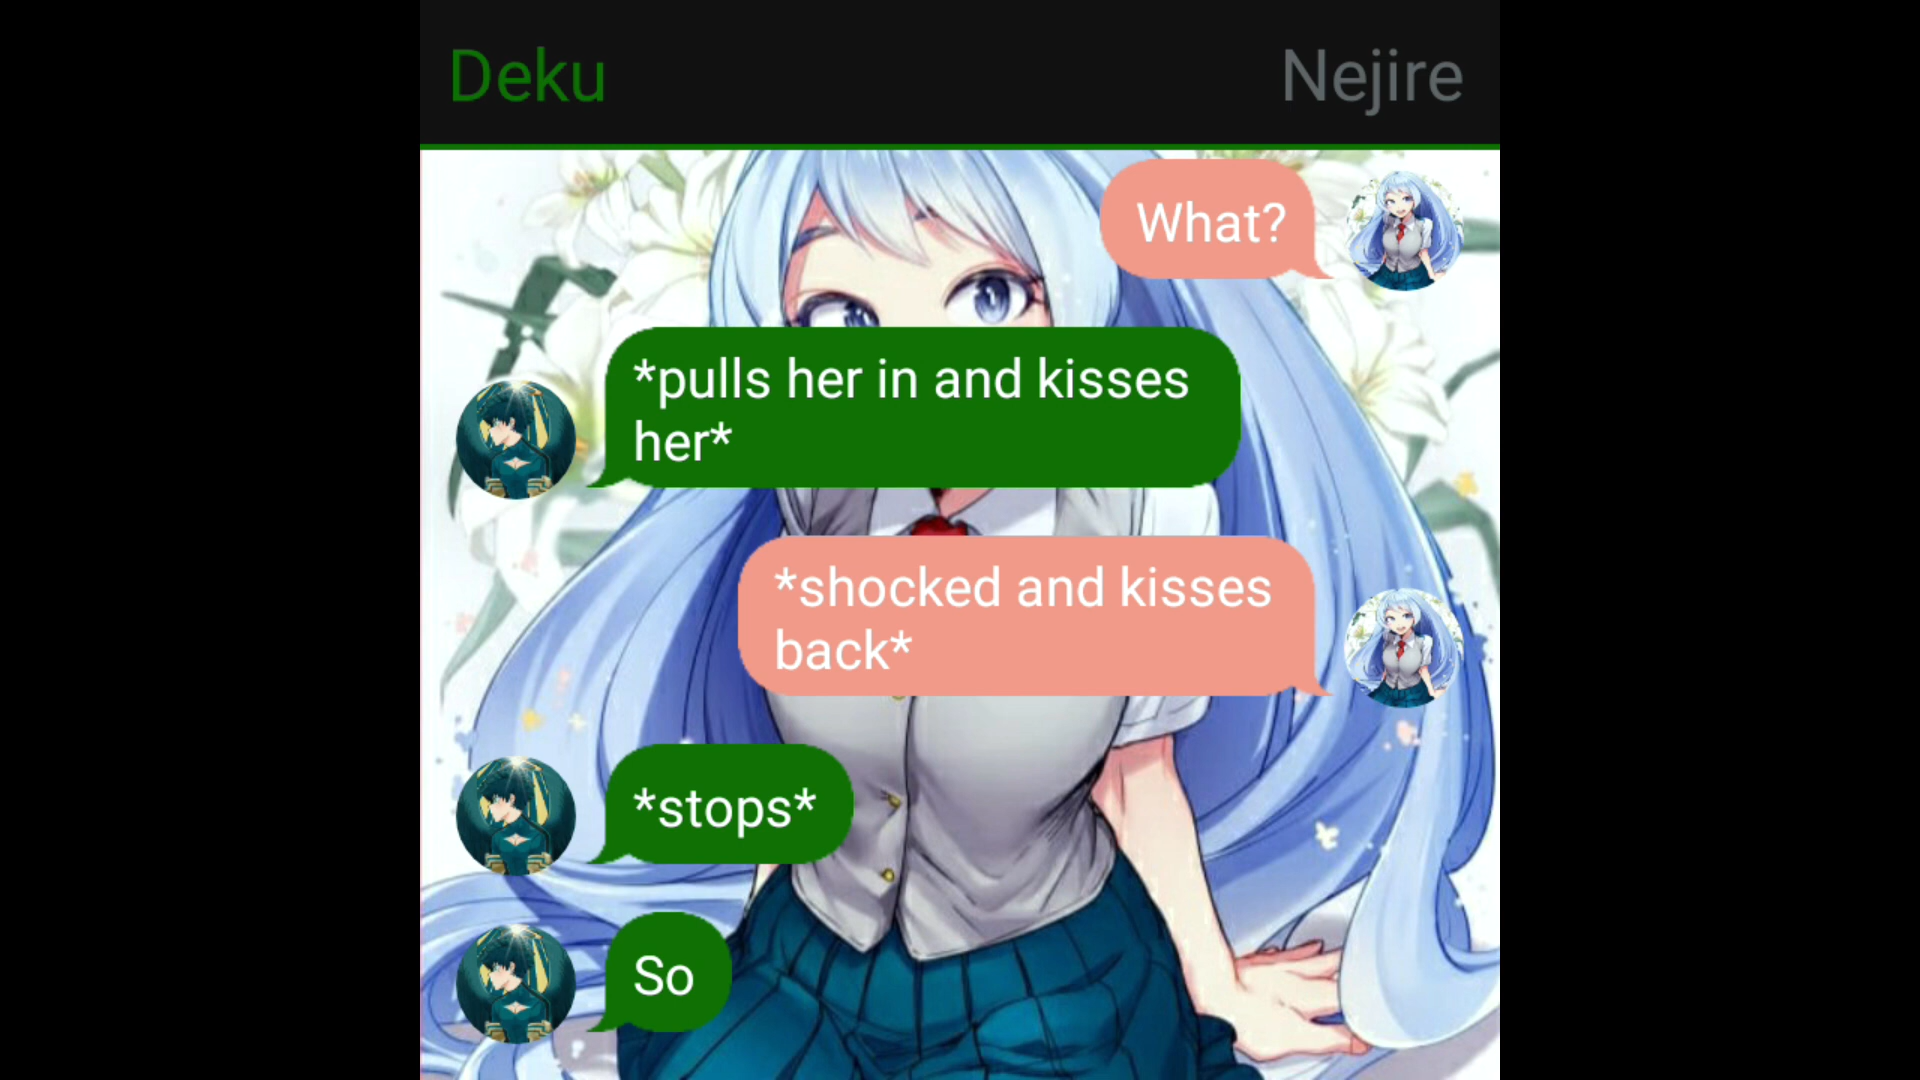 Deku
Nejire
What?
*pulls her in and kisses
her*
*shocked and kisses
back*
*stops*
So